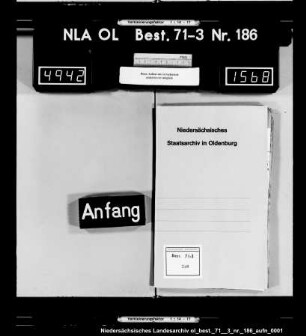 NLA OL Best. 71-3 Nr. 186
4942
1568
Niedersächsisches
Staatsarchiv in Oldenburg
Anfang
Best. 71-3
Niedersächsisches Landesarchiv ol_best_71__3_nr_186_aufn_0001